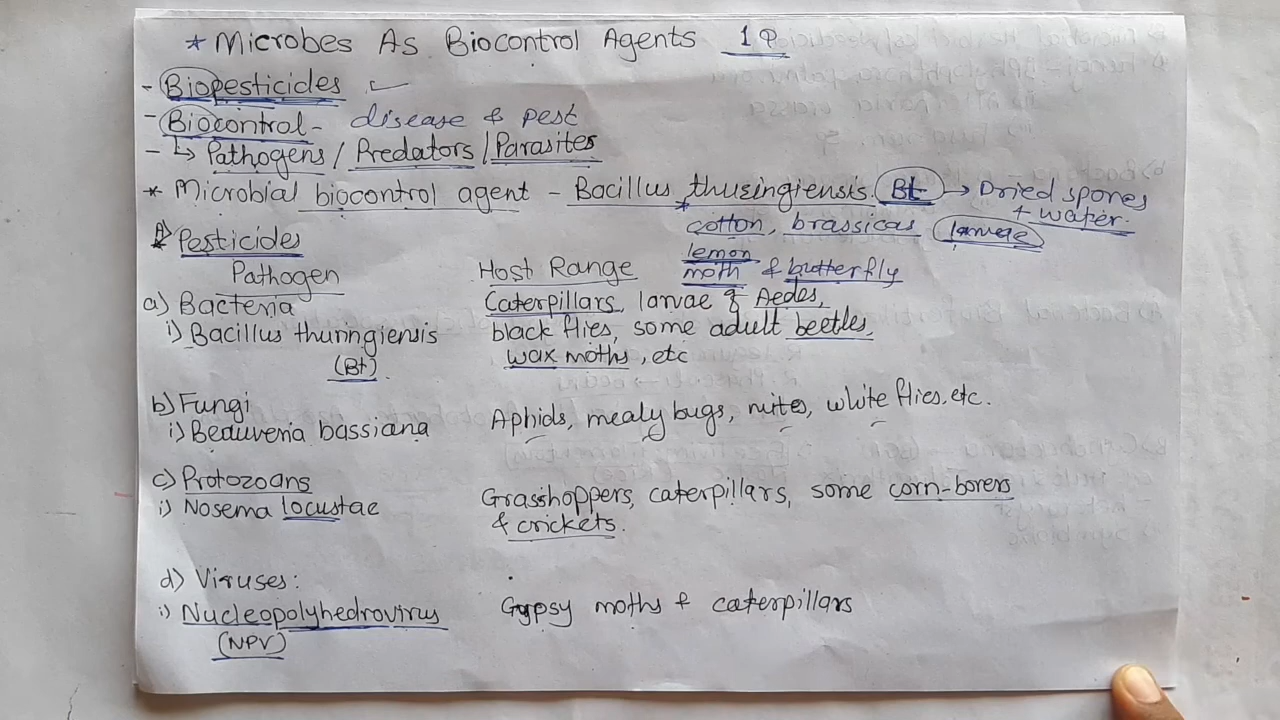 * Microbes As Biocontrol Agents 1Q
- Biopesticides
- Biocontrol - disease & pest
- ↳ Pathogens / Predators / Parasites
* Microbial biocontrol agent - Bacillus thusingiensis. Bt → Dried spores
+ water.
cotton, brassicas larvae
* Pesticides
lemon
Pathogen Host Range moth & butterfly
a) Bacteria Caterpillars, larvae of Aedes,
i) Bacillus thuringiensis black flies, some adult beetles,
(Bt) wax moths, etc
b) Fungi
i) Beauveria bassiana Aphids, mealy bugs, mites, white flies, etc.
c) Protozoans
i) Nosema locustae Grasshoppers, caterpillars, some corn-borers
& crickets.
d) Viruses:
i) Nucleopolyhedrovirus Gypsy moths & caterpillars
(NPV)